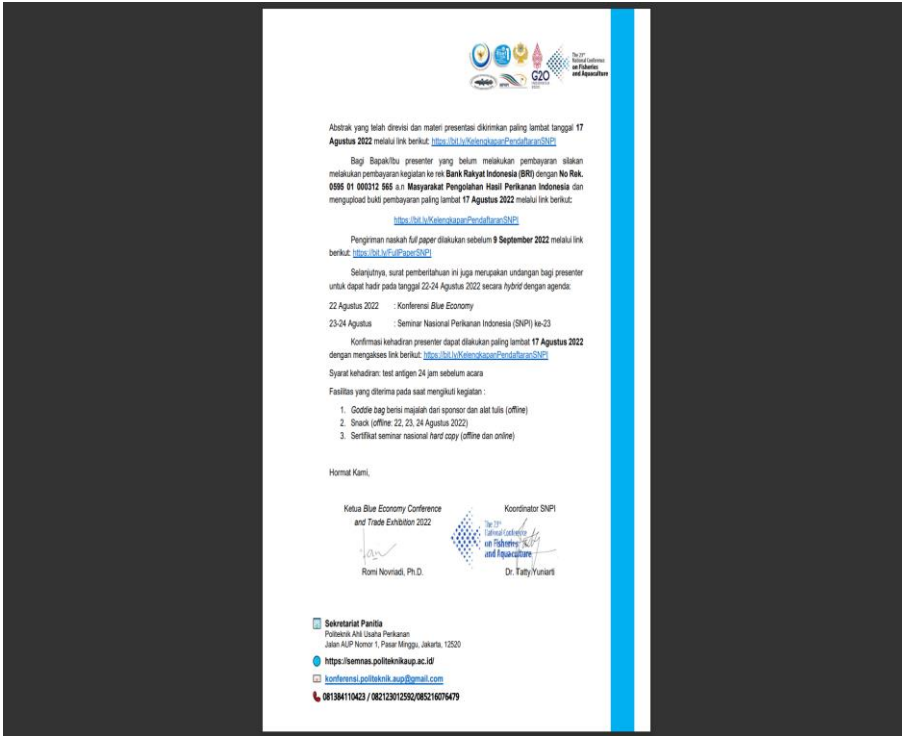 G20
The 23rd
National Conference
on Fisheries
and Aquaculture
Abstrak yang telah direvisi dan materi presentasi dikirimkan paling lambat tanggal 17
Agustus 2022 melalui link berikut: https://bit.ly/KelengkapanPendaftaranSNPI
Bagi Bapak/Ibu presenter yang belum melakukan pembayaran silakan
melakukan pembayaran kegiatan ke rek Bank Rakyat Indonesia (BRI) dengan No Rek.
0595 01 000312 565 a.n Masyarakat Pengolahan Hasil Perikanan Indonesia dan
mengupload bukti pembayaran paling lambat 17 Agustus 2022 melalui link berikut:
https://bit.ly/KelengkapanPendaftaranSNPI
Pengiriman naskah full paper dilakukan sebelum 9 September 2022 melalui link
berikut: https://bit.ly/FullPaperSNPI
Selanjutnya, surat pemberitahuan ini juga merupakan undangan bagi presenter
untuk dapat hadir pada tanggal 22-24 Agustus 2022 secara hybrid dengan agenda:
22 Agustus 2022 : Konferensi Blue Economy
23-24 Agustus : Seminar Nasional Perikanan Indonesia (SNPI) ke-23
Konfirmasi kehadiran presenter dapat dilakukan paling lambat 17 Agustus 2022
dengan mengakses link berikut: https://bit.ly/KelengkapanPendaftaranSNPI
Syarat kehadiran: test antigen 24 jam sebelum acara
Fasilitas yang diterima pada saat mengikuti kegiatan :
1. Goddie bag berisi majalah dari sponsor dan alat tulis (offline)
2. Snack (offline: 22, 23, 24 Agustus 2022)
3. Sertifikat seminar nasional hard copy (offline dan online)
Hormat Kami,
Ketua Blue Economy Conference
and Trade Exhibition 2022
Romi Novriadi, Ph.D.
Koordinator SNPI
The 23rd
National Conference
on Fisheries
and Aquaculture
Dr. Tatty Yuniarti
Sekretariat Panitia
Politeknik Ahli Usaha Perikanan
Jalan AUP Nomor 1, Pasar Minggu, Jakarta, 12520
https://semnas.politeknikaup.ac.id/
konferensi.politeknik.aup@gmail.com
081384110423 / 082123012592/085216076479